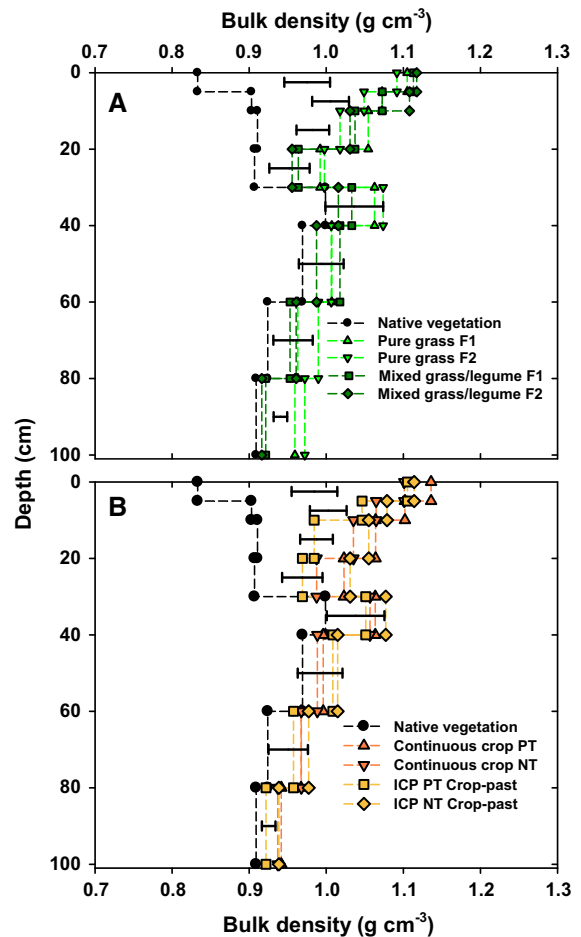 Bulk density (g cm⁻³)
0.7 0.8 0.9 1.0 1.1 1.2 1.3
0
20
40
60
80
100
A
Native vegetation
Pure grass F1
Pure grass F2
Mixed grass/legume F1
Mixed grass/legume F2
Depth (cm)
0
20
40
60
80
100
B
Native vegetation
Continuous crop PT
Continuous crop NT
ICP PT Crop-past
ICP NT Crop-past
0.7 0.8 0.9 1.0 1.1 1.2 1.3
Bulk density (g cm⁻³)